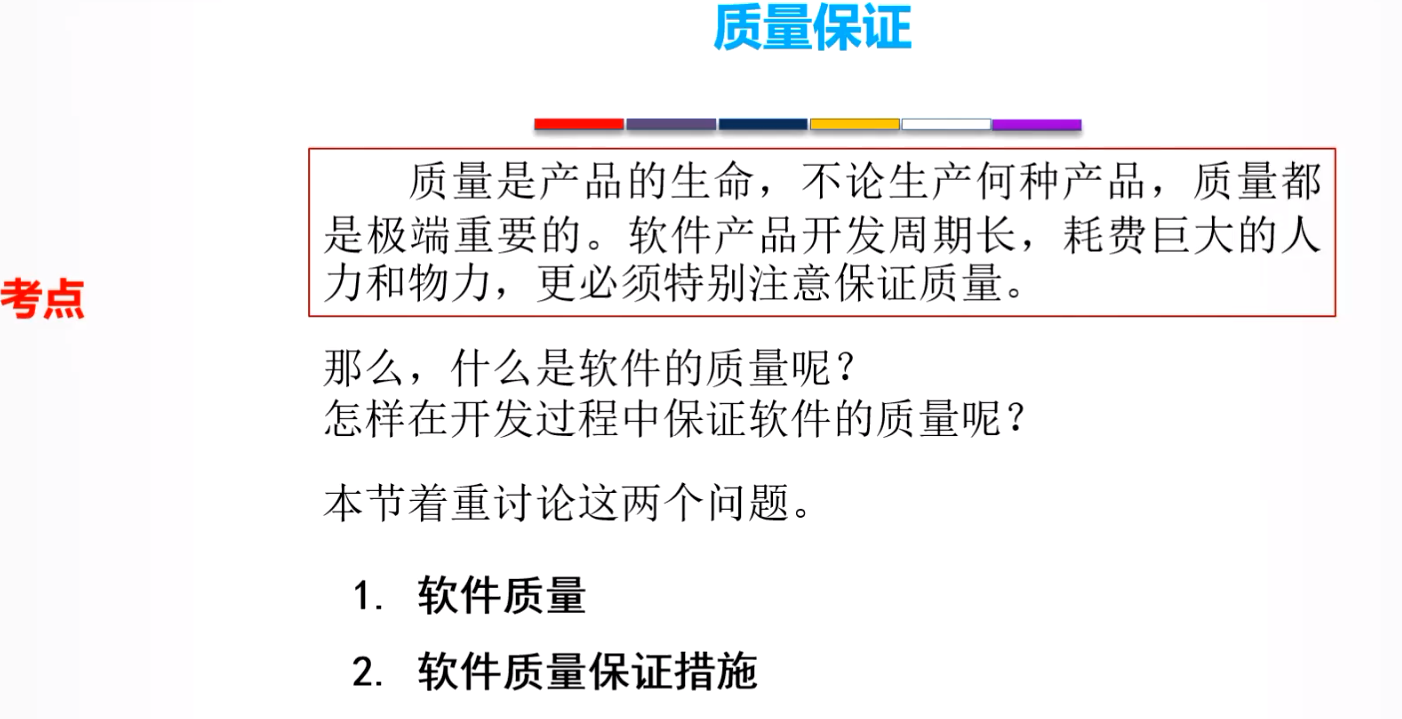 质量保证
质量是产品的生命，不论生产何种产品，质量都
是极端重要的。软件产品开发周期长，耗费巨大的人
力和物力，更必须特别注意保证质量。
考点
那么，什么是软件的质量呢？
怎样在开发过程中保证软件的质量呢？
本节着重讨论这两个问题。
1. 软件质量
2. 软件质量保证措施